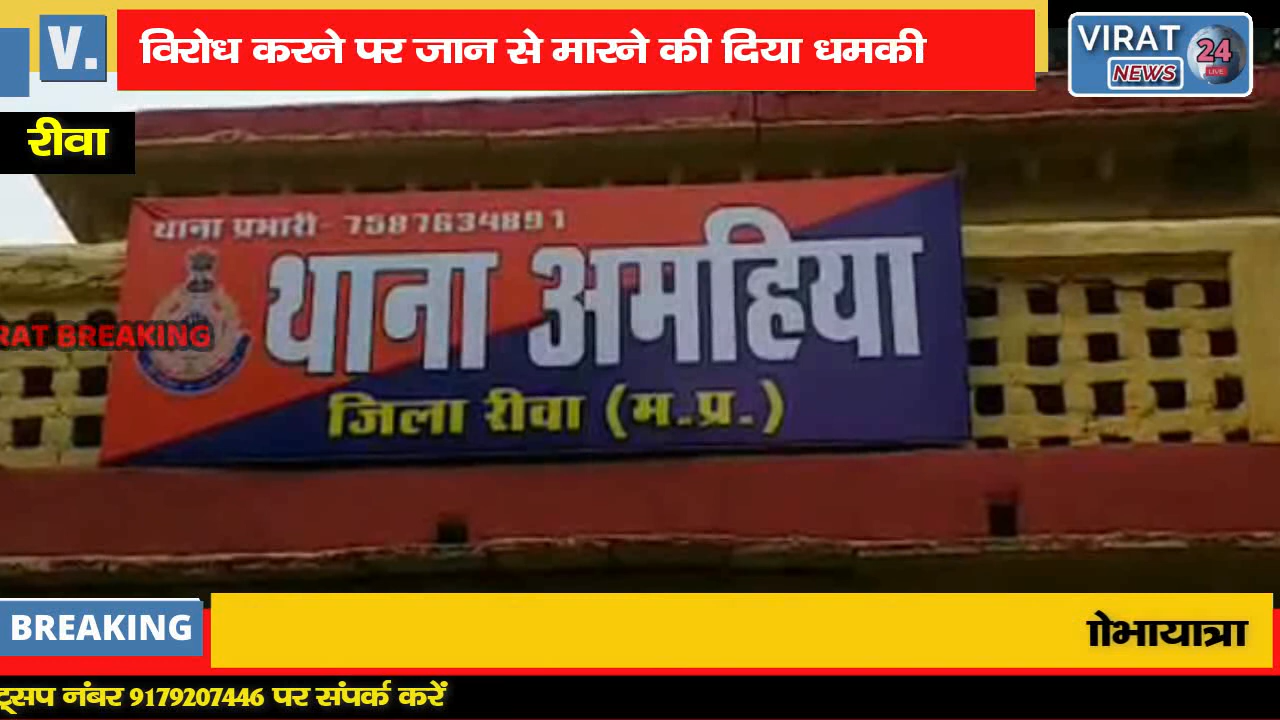 V.
विरोध करने पर जान से मारने की दिया धमकी
VIRAT
24
LIVE
NEWS
रीवा
थाना प्रभारी- 7587634891
थाना अमहिया
RAT BREAKING
जिला रीवा (म.प्र.)
BREAKING
ोभायात्रा
ट्सप नंबर 9179207446 पर संपर्क करें